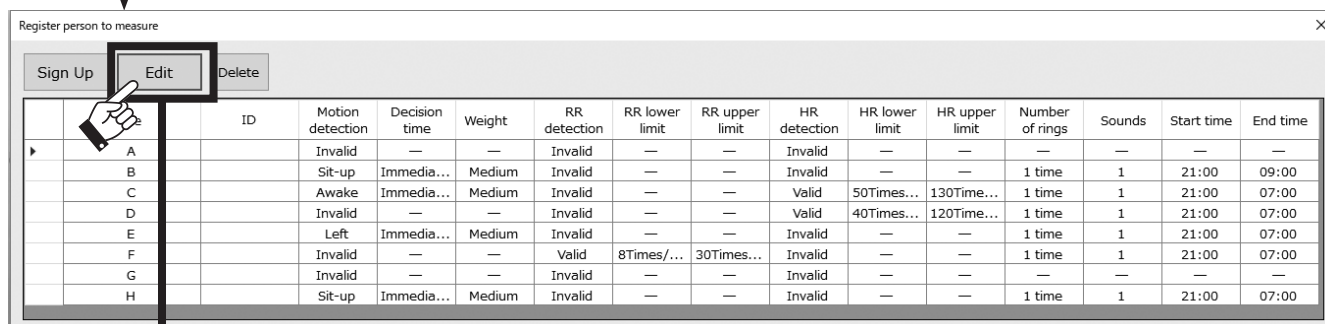 Register person to measure
Sign Up Edit Delete
ID Motion detection Decision time Weight RR detection RR lower limit RR upper limit HR detection HR lower limit HR upper limit Number of rings Sounds Start time End time
A Invalid — — Invalid — — Invalid — — — — — —
B Sit-up Immedia... Medium Invalid — — Invalid — — 1 time 1 21:00 09:00
C Awake Immedia... Medium Invalid — — Valid 50Times... 130Time... 1 time 1 21:00 07:00
D Invalid — — Invalid — — Valid 40Times... 120Time... 1 time 1 21:00 07:00
E Left Immedia... Medium Invalid — — Invalid — — 1 time 1 21:00 07:00
F Invalid — — Valid 8Times/... 30Times... Invalid — — 1 time 1 21:00 07:00
G Invalid — — Invalid — — Invalid — — — — — —
H Sit-up Immedia... Medium Invalid — — Invalid — — 1 time 1 21:00 07:00